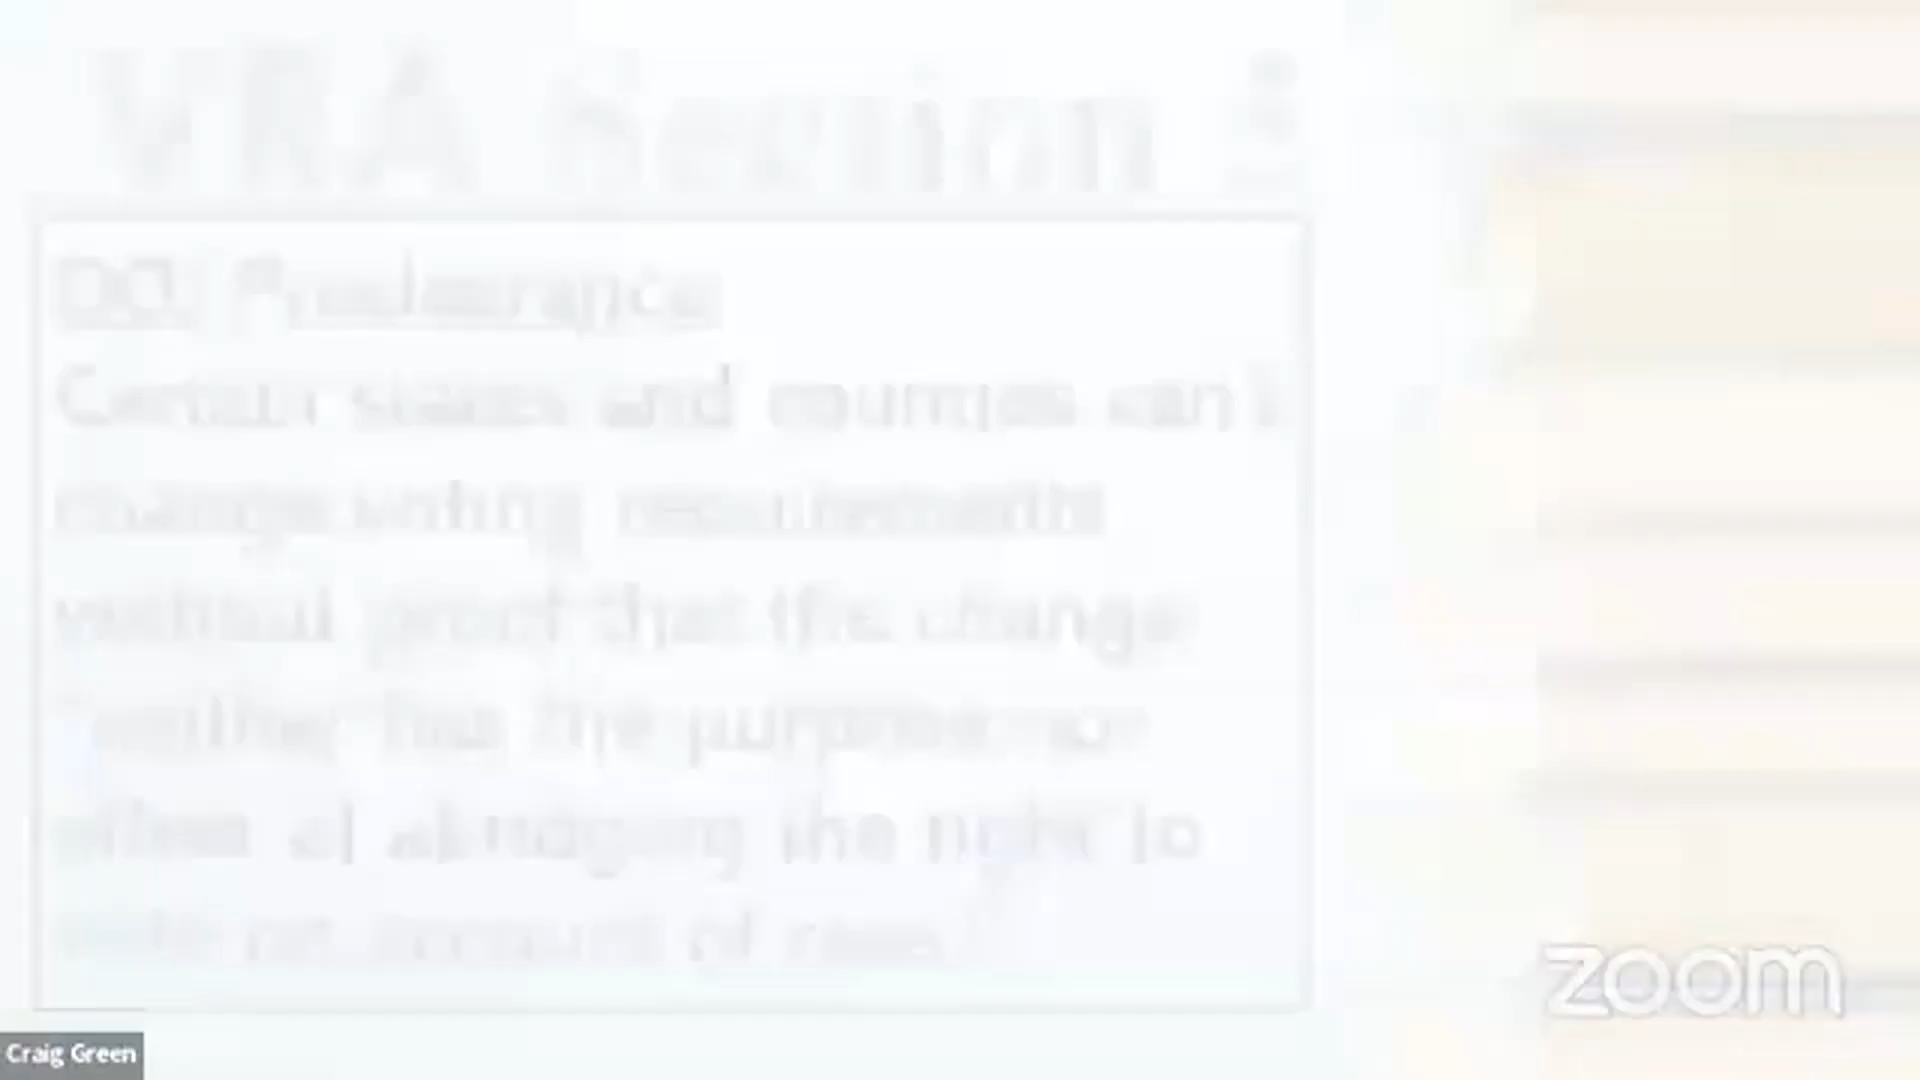 VRA Section 5
DOJ Preclearance
Certain states and counties can't
change voting requirements
without proof that the change
neither has the purpose nor
effect of abridging the right to
vote on account of race
zoom
Craig Green